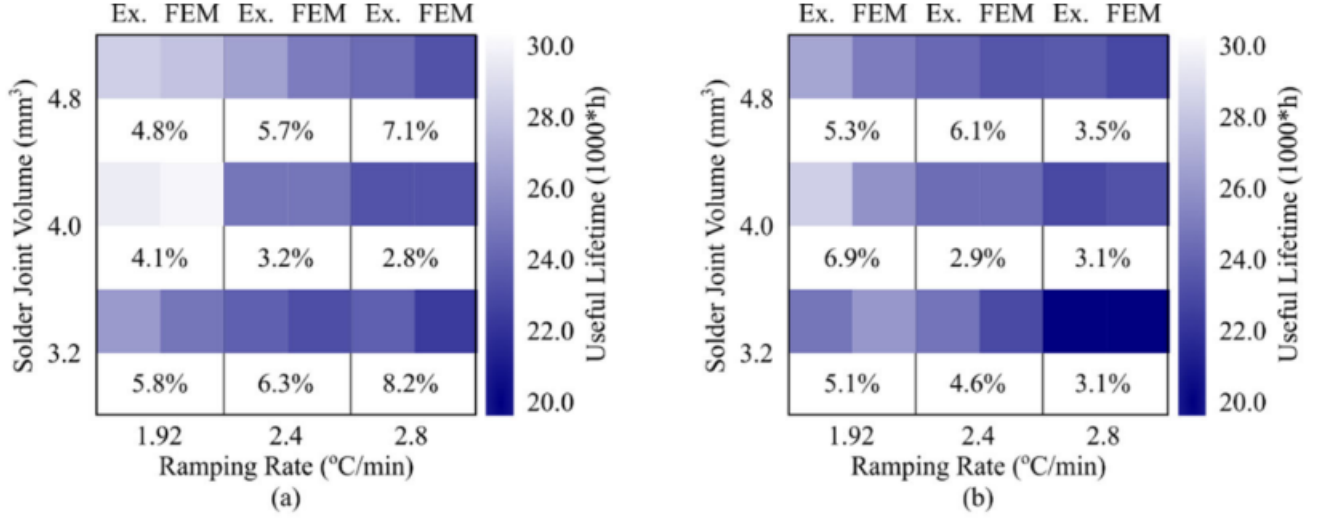 Ex. FEM Ex. FEM Ex. FEM
Solder Joint Volume (mm³)
4.8
4.8% 5.7% 7.1%
4.0
4.1% 3.2% 2.8%
3.2
5.8% 6.3% 8.2%
1.92 2.4 2.8
Ramping Rate (°C/min)
(a)
30.0
28.0
26.0
24.0
22.0
20.0
Useful Lifetime (1000*h)
Ex. FEM Ex. FEM Ex. FEM
Solder Joint Volume (mm³)
4.8
5.3% 6.1% 3.5%
4.0
6.9% 2.9% 3.1%
3.2
5.1% 4.6% 3.1%
1.92 2.4 2.8
Ramping Rate (°C/min)
(b)
30.0
28.0
26.0
24.0
22.0
20.0
Useful Lifetime (1000*h)